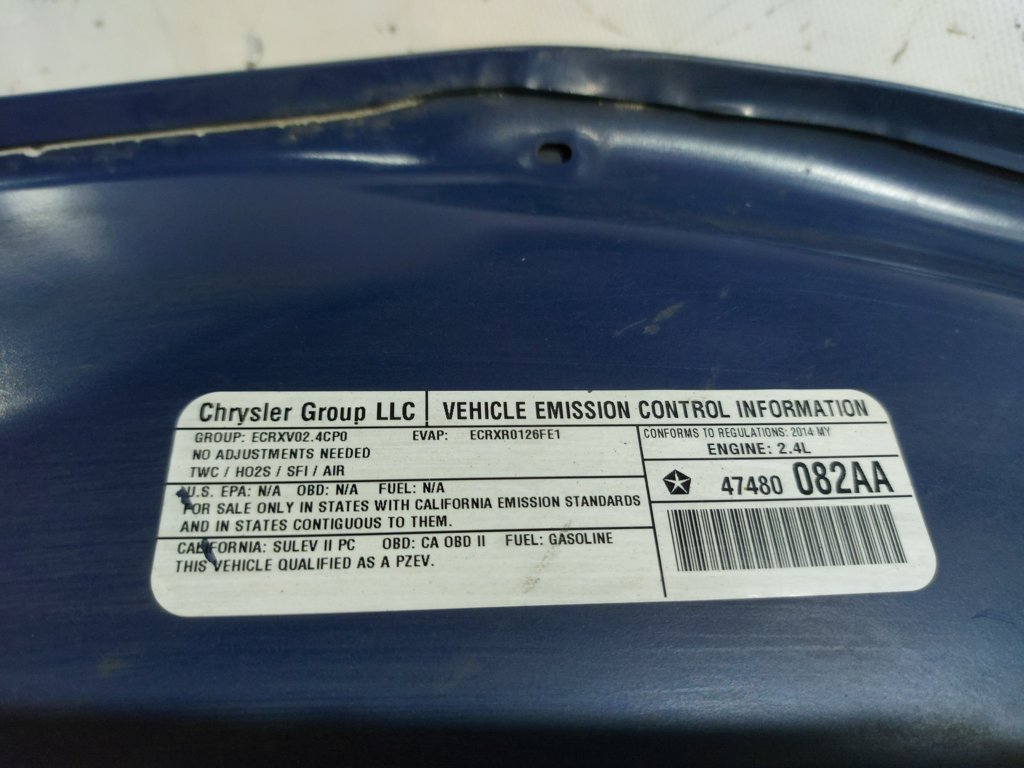 Chrysler Group LLC
VEHICLE EMISSION CONTROL INFORMATION
GROUP: ECRXV02.4CP0 EVAP: ECRXR0126FE1
NO ADJUSTMENTS NEEDED
TWC / HO2S / SFI / AIR
CONFORMS TO REGULATIONS: 2014 MY
ENGINE: 2.4L
47480 082AA
U.S. EPA: N/A OBD: N/A FUEL: N/A
FOR SALE ONLY IN STATES WITH CALIFORNIA EMISSION STANDARDS
AND IN STATES CONTIGUOUS TO THEM.
CALIFORNIA: SULEV II PC OBD: CA OBD II FUEL: GASOLINE
THIS VEHICLE QUALIFIED AS A PZEV.